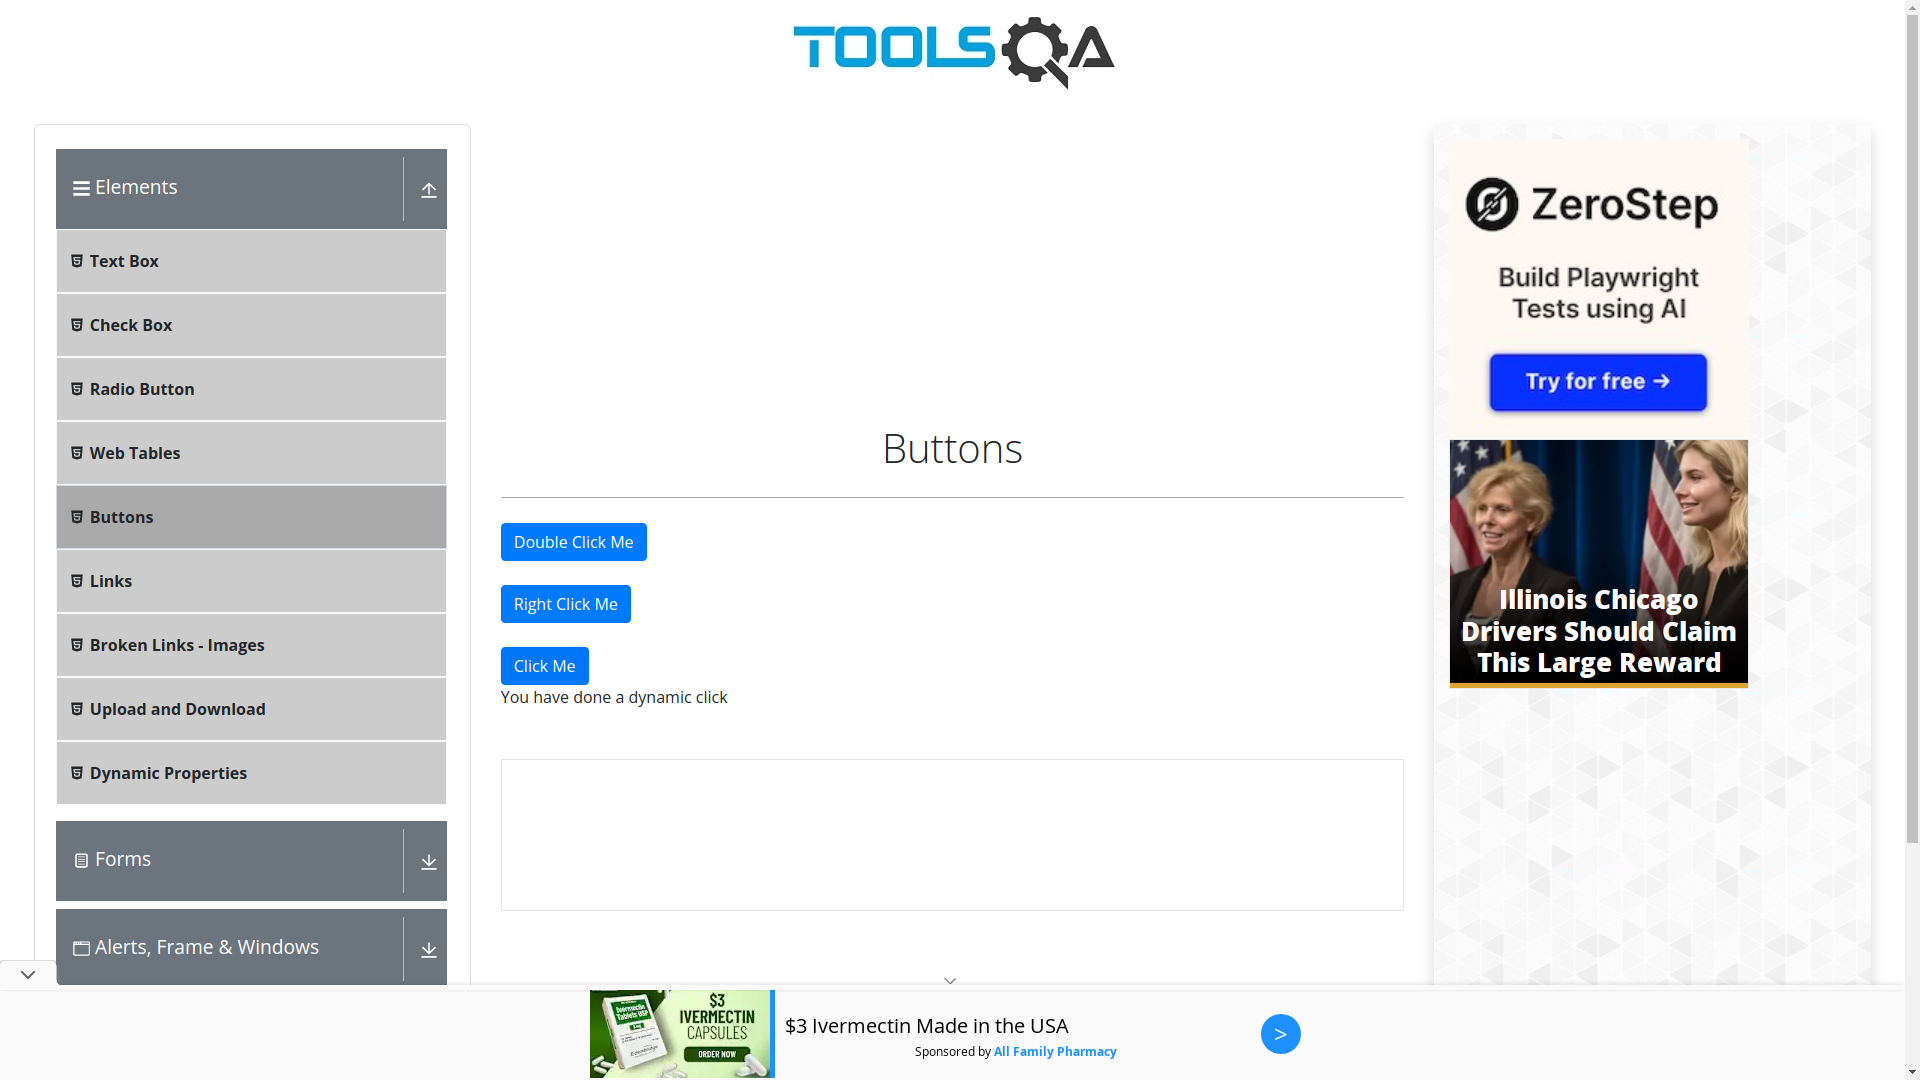 TOOLSQA
Elements
Text Box
Check Box
Radio Button
Web Tables
Buttons
Links
Broken Links - Images
Upload and Download
Dynamic Properties
Forms
Alerts, Frame & Windows
Buttons
Double Click Me
Right Click Me
Click Me
You have done a dynamic click
ZeroStep
Build Playwright
Tests using AI
Try for free →
Illinois Chicago
Drivers Should Claim
This Large Reward
Ivermectin
Tablets USP
$3
IVERMECTIN
CAPSULES
ORDER NOW
$3 Ivermectin Made in the USA
Sponsored by All Family Pharmacy
>